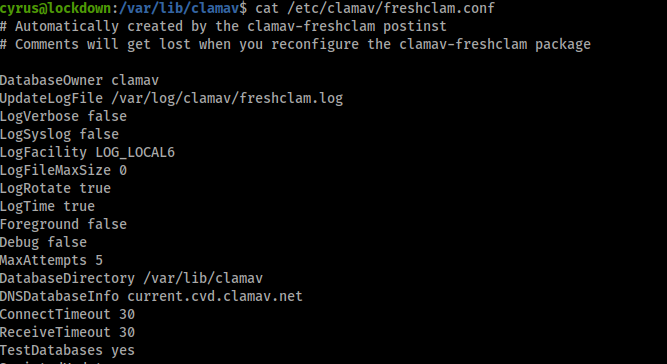 cyrus@lockdown:/var/lib/clamav$ cat /etc/clamav/freshclam.conf
# Automatically created by the clamav-freshclam postinst
# Comments will get lost when you reconfigure the clamav-freshclam package
DatabaseOwner clamav
UpdateLogFile /var/log/clamav/freshclam.log
LogVerbose false
LogSyslog false
LogFacility LOG_LOCAL6
LogFileMaxSize 0
LogRotate true
LogTime true
Foreground false
Debug false
MaxAttempts 5
DatabaseDirectory /var/lib/clamav
DNSDatabaseInfo current.cvd.clamav.net
ConnectTimeout 30
ReceiveTimeout 30
TestDatabases yes